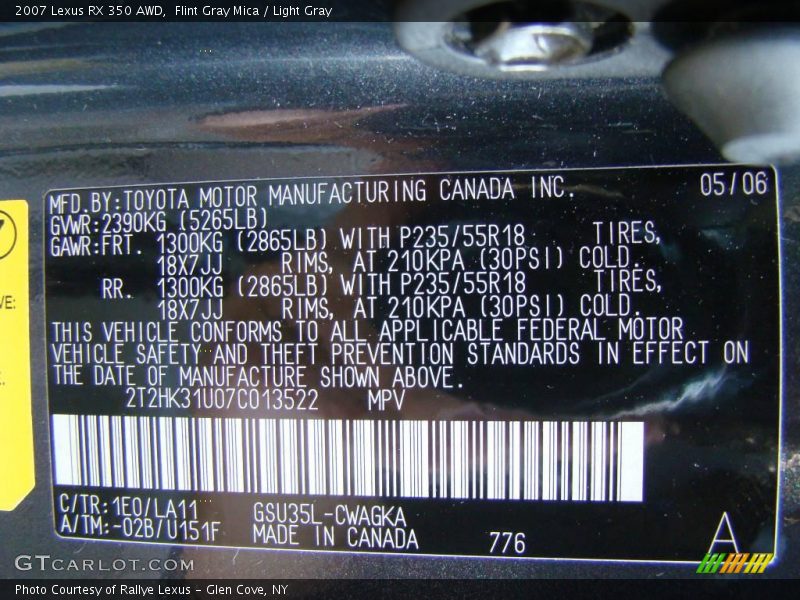 2007 Lexus RX 350 AWD, Flint Gray Mica / Light Gray
MFD.BY:TOYOTA MOTOR MANUFACTURING CANADA INC. 05/06
GVWR:2390KG (5265LB)
GAWR:FRT. 1300KG (2865LB) WITH P235/55R18 TIRES,
18X7JJ RIMS, AT 210KPA (30PSI) COLD.
RR. 1300KG (2865LB) WITH P235/55R18 TIRES,
18X7JJ RIMS, AT 210KPA (30PSI) COLD.
THIS VEHICLE CONFORMS TO ALL APPLICABLE FEDERAL MOTOR
VEHICLE SAFETY AND THEFT PREVENTION STANDARDS IN EFFECT ON
THE DATE OF MANUFACTURE SHOWN ABOVE.
2T2HK31U07C013522 MPV
C/TR:1E0/LA11 GSU35L-CWAGKA
A/TM:-02B/U151F MADE IN CANADA 776 A
GTCARLOT.COM
Photo Courtesy of Rallye Lexus - Glen Cove, NY